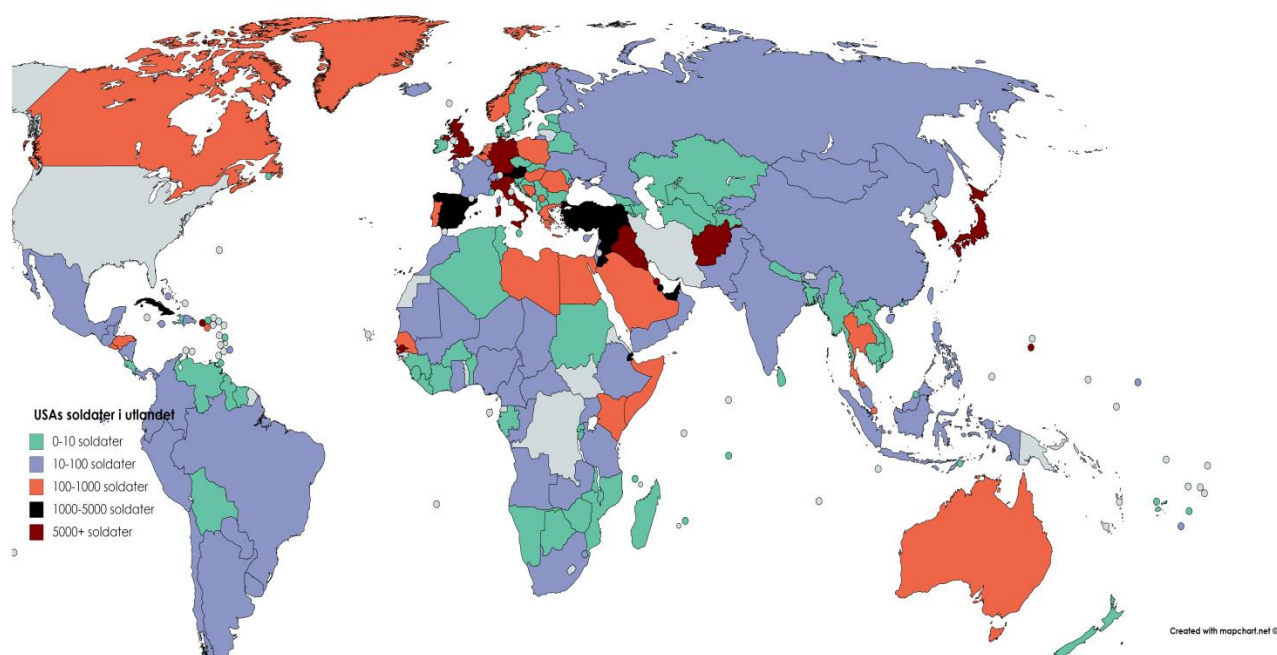 USAs soldater i utlandet
0-10 soldater
10-100 soldater
100-1000 soldater
1000-5000 soldater
5000+ soldater
Created with mapchart.net ©